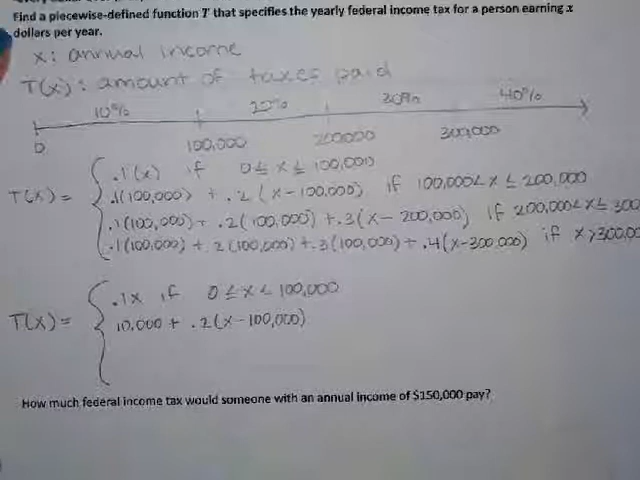 Find a piecewise-defined function T that specifies the yearly federal income tax for a person earning x
dollars per year.
x: annual income
T(x): amount of taxes paid
10% 20% 30% 40%
0 100,000 200000 300,000
T(x) = .1(x) if 0 ≤ x ≤ 100,000
.1(100,000) + .2(x-100,000) if 100,000 < x ≤ 200,000
.1(100,000) + .2(100,000) + .3(x-200,000) if 200,000 < x ≤ 300
.1(100,000) + .2(100,000) + .3(100,000) + .4(x-300,000) if x > 300,00
T(x) = .1x if 0 ≤ x ≤ 100,000
10,000 + .2(x-100,000)
How much federal income tax would someone with an annual income of $150,000 pay?